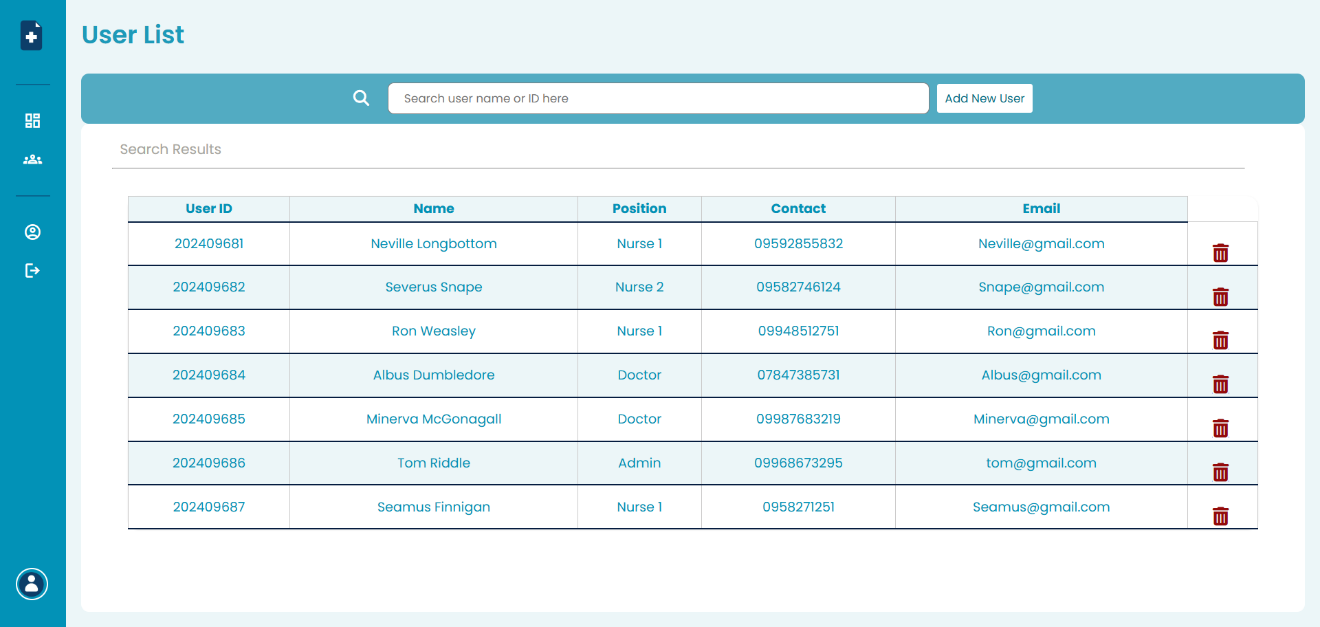 User List
Search user name or ID here
Add New User
Search Results
User ID Name Position Contact Email
202409681 Neville Longbottom Nurse 1 09592855832 Neville@gmail.com
202409682 Severus Snape Nurse 2 09582746124 Snape@gmail.com
202409683 Ron Weasley Nurse 1 09948512751 Ron@gmail.com
202409684 Albus Dumbledore Doctor 07847385731 Albus@gmail.com
202409685 Minerva McGonagall Doctor 09987683219 Minerva@gmail.com
202409686 Tom Riddle Admin 09968673295 tom@gmail.com
202409687 Seamus Finnigan Nurse 1 0958271251 Seamus@gmail.com